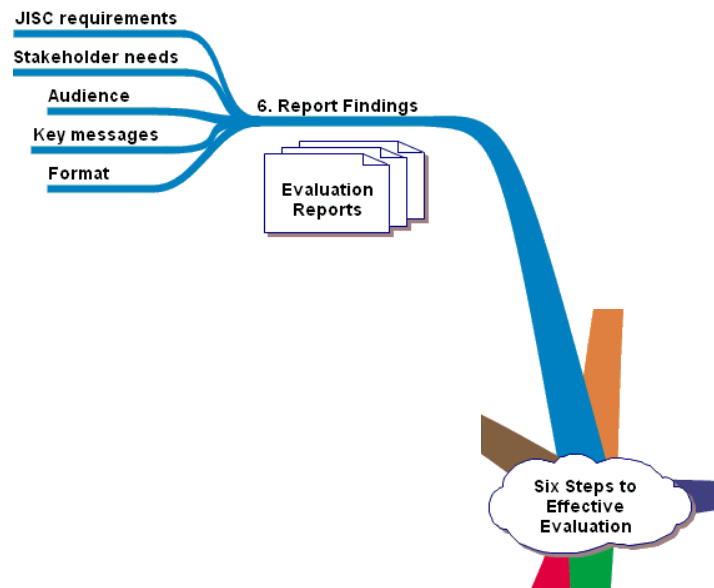 JISC requirements
Stakeholder needs
Audience
Key messages
Format
6. Report Findings
Evaluation
Reports
Six Steps to
Effective
Evaluation